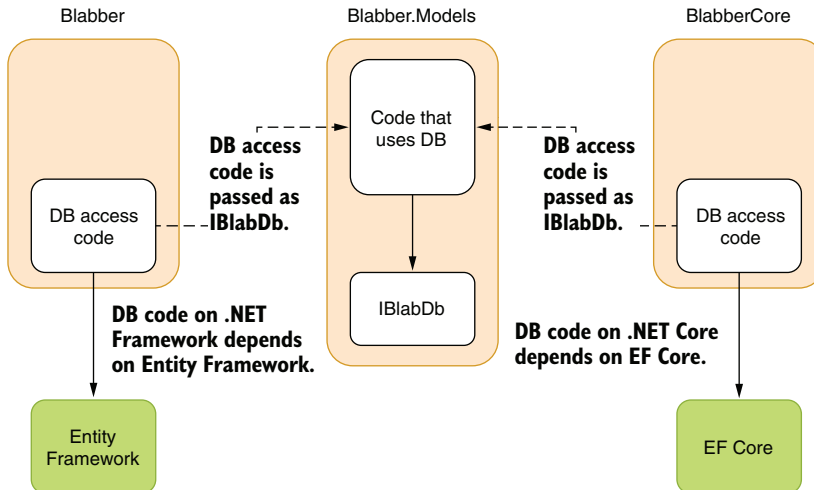 Blabber
Blabber.Models
BlabberCore
Code that
uses DB
DB access
code is
passed as
IBlabDb.
DB access
code is
passed as
IBlabDb.
DB access
code
DB access
code
IBlabDb
DB code on .NET
Framework depends
on Entity Framework.
DB code on .NET Core
depends on EF Core.
Entity
Framework
EF Core